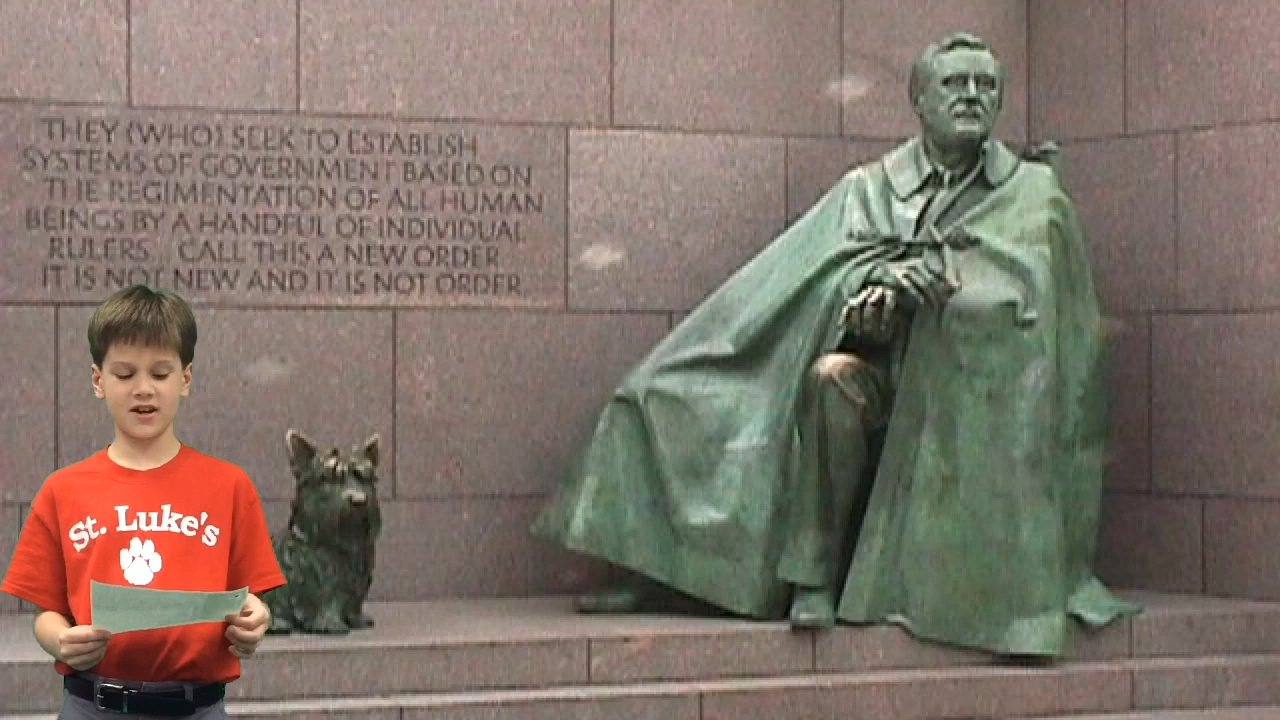 THEY (WHO) SEEK TO ESTABLISH
SYSTEMS OF GOVERNMENT BASED ON
THE REGIMENTATION OF ALL HUMAN
BEINGS BY A HANDFUL OF INDIVIDUAL
RULERS CALL THIS A NEW ORDER
IT IS NOT NEW AND IT IS NOT ORDER
St. Luke's